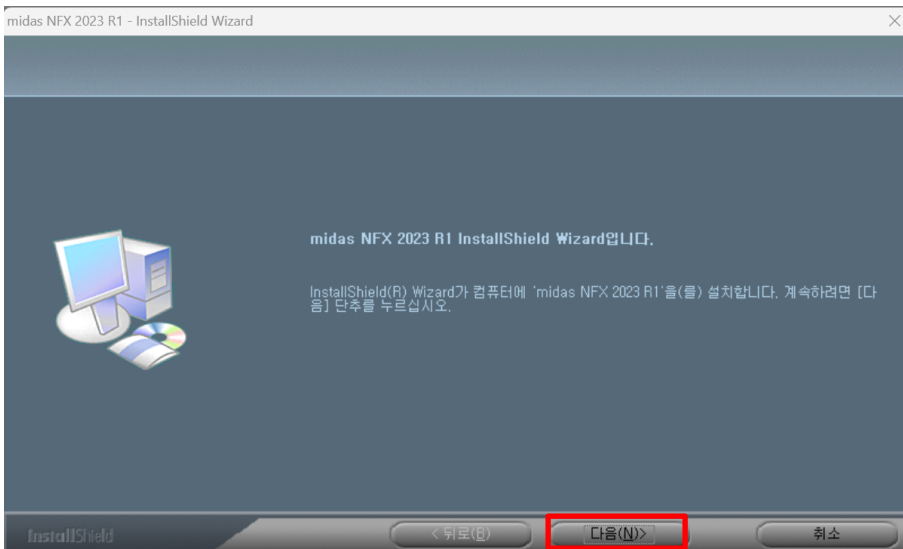 midas NFX 2023 R1 - InstallShield Wizard
midas NFX 2023 R1 InstallShield Wizard입니다.
InstallShield(R) Wizard가 컴퓨터에 'midas NFX 2023 R1'을(를) 설치합니다. 계속하려면 [다
음] 단추를 누르십시오.
InstallShield
< 뒤로(B)
다음(N)>
취소